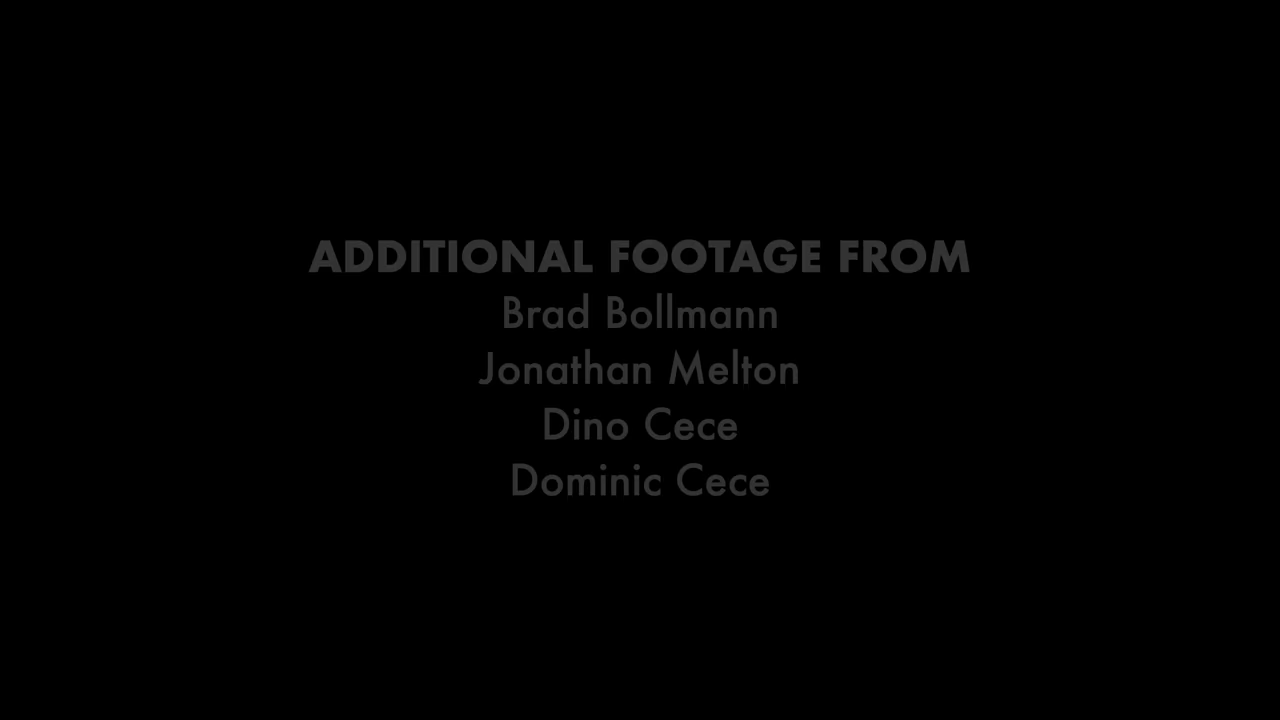 ADDITIONAL FOOTAGE FROM
Brad Bollmann
Jonathan Melton
Dino Cece
Dominic Cece